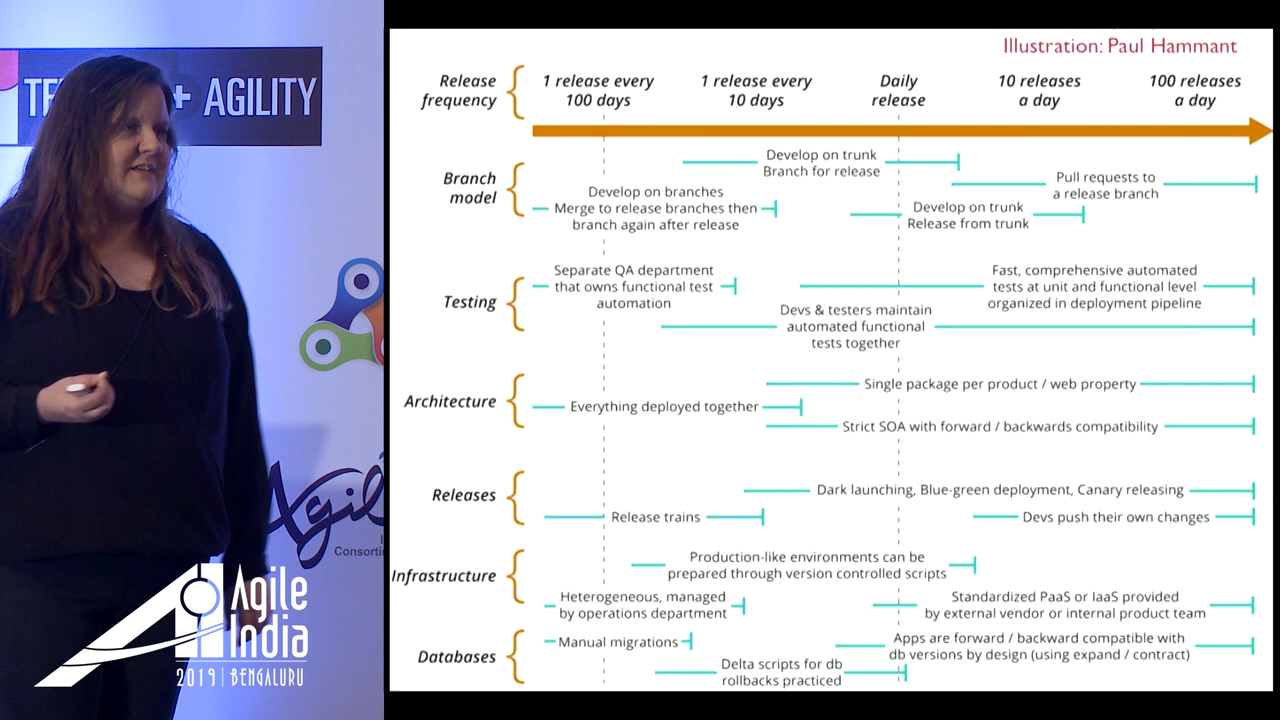 + AGILITY
Agile
India
2019 | BENGALURU
Illustration: Paul Hammant
Release
frequency
1 release every
100 days
1 release every
10 days
Daily
release
10 releases
a day
100 releases
a day
Branch
model
Develop on trunk
Branch for release
Pull requests to
a release branch
Develop on branches
Merge to release branches then
branch again after release
Develop on trunk
Release from trunk
Testing
Separate QA department
that owns functional test
automation
Fast, comprehensive automated
tests at unit and functional level
organized in deployment pipeline
Devs & testers maintain
automated functional
tests together
Architecture
Single package per product / web property
Everything deployed together
Strict SOA with forward / backwards compatibility
Releases
Dark launching, Blue-green deployment, Canary releasing
Release trains
Devs push their own changes
Infrastructure
Production-like environments can be
prepared through version controlled scripts
Heterogeneous, managed
by operations department
Standardized PaaS or IaaS provided
by external vendor or internal product team
Databases
Manual migrations
Apps are forward / backward compatible with
db versions by design (using expand / contract)
Delta scripts for db
rollbacks practiced